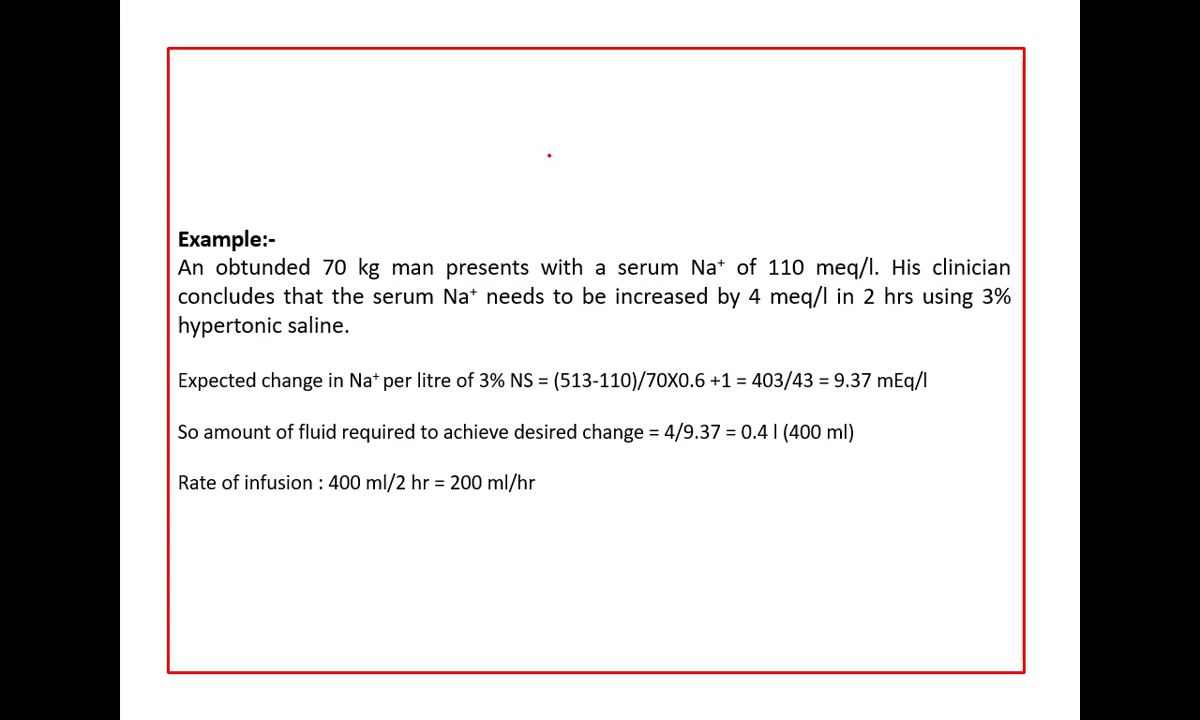 Example:-
An obtunded 70 kg man presents with a serum Na⁺ of 110 meq/l. His clinician
concludes that the serum Na⁺ needs to be increased by 4 meq/l in 2 hrs using 3%
hypertonic saline.
Expected change in Na⁺ per litre of 3% NS = (513-110)/70X0.6 +1 = 403/43 = 9.37 mEq/l
So amount of fluid required to achieve desired change = 4/9.37 = 0.4 l (400 ml)
Rate of infusion : 400 ml/2 hr = 200 ml/hr